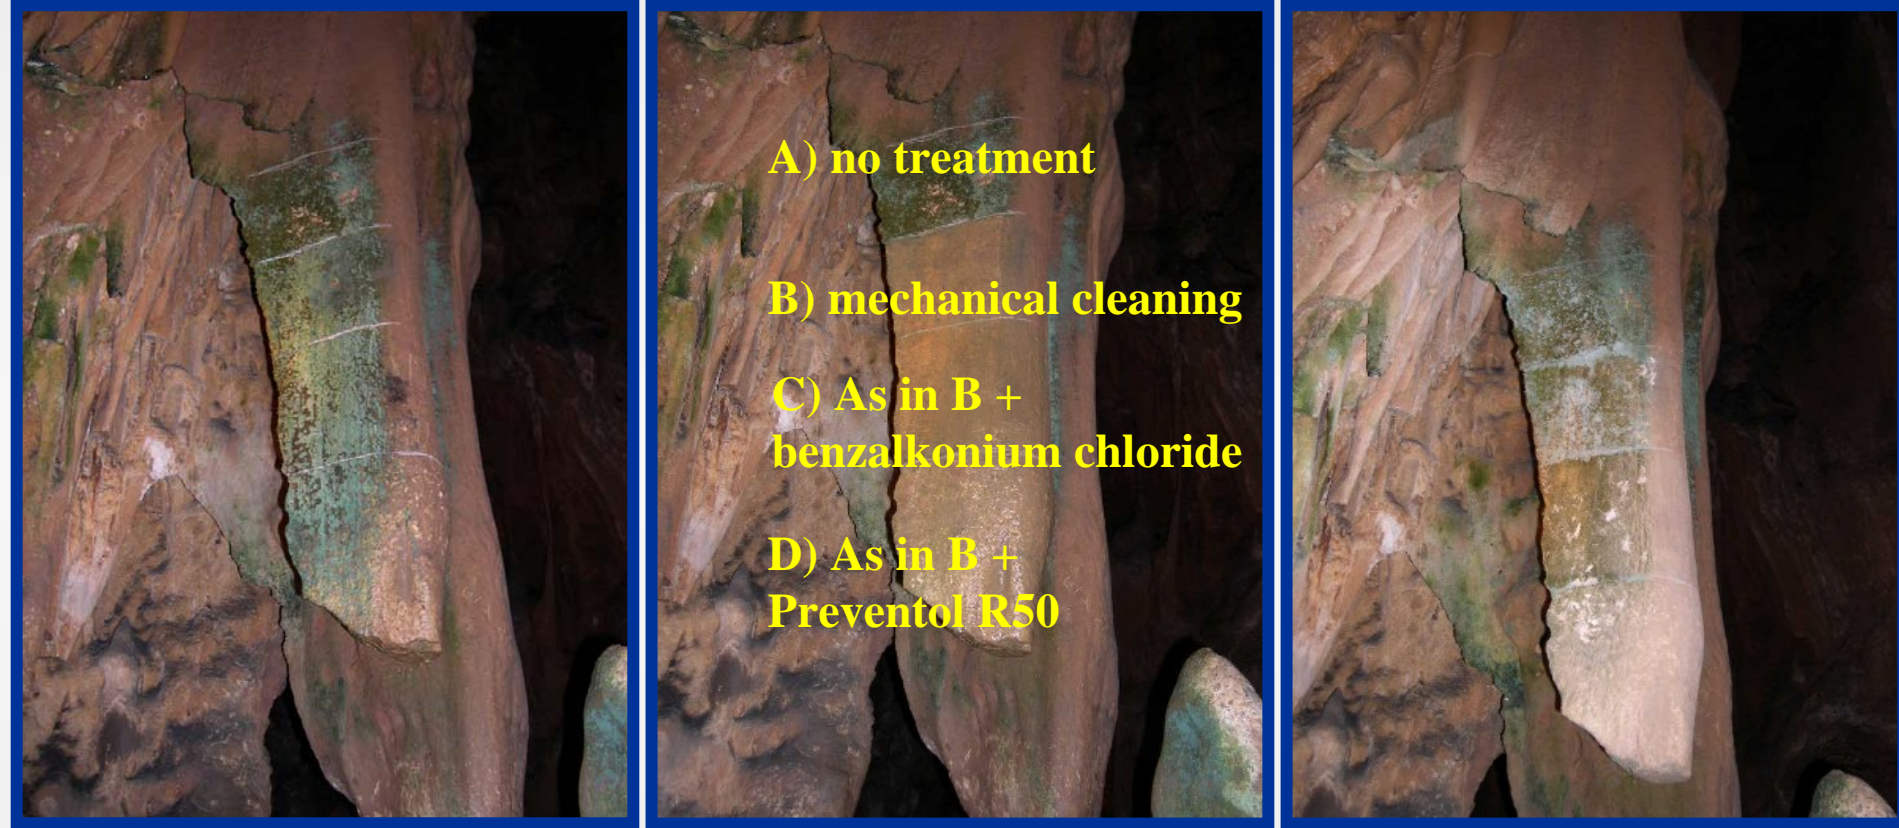 A) no treatment
B) mechanical cleaning
C) As in B +
benzalkonium chloride
D) As in B +
Preventol R50